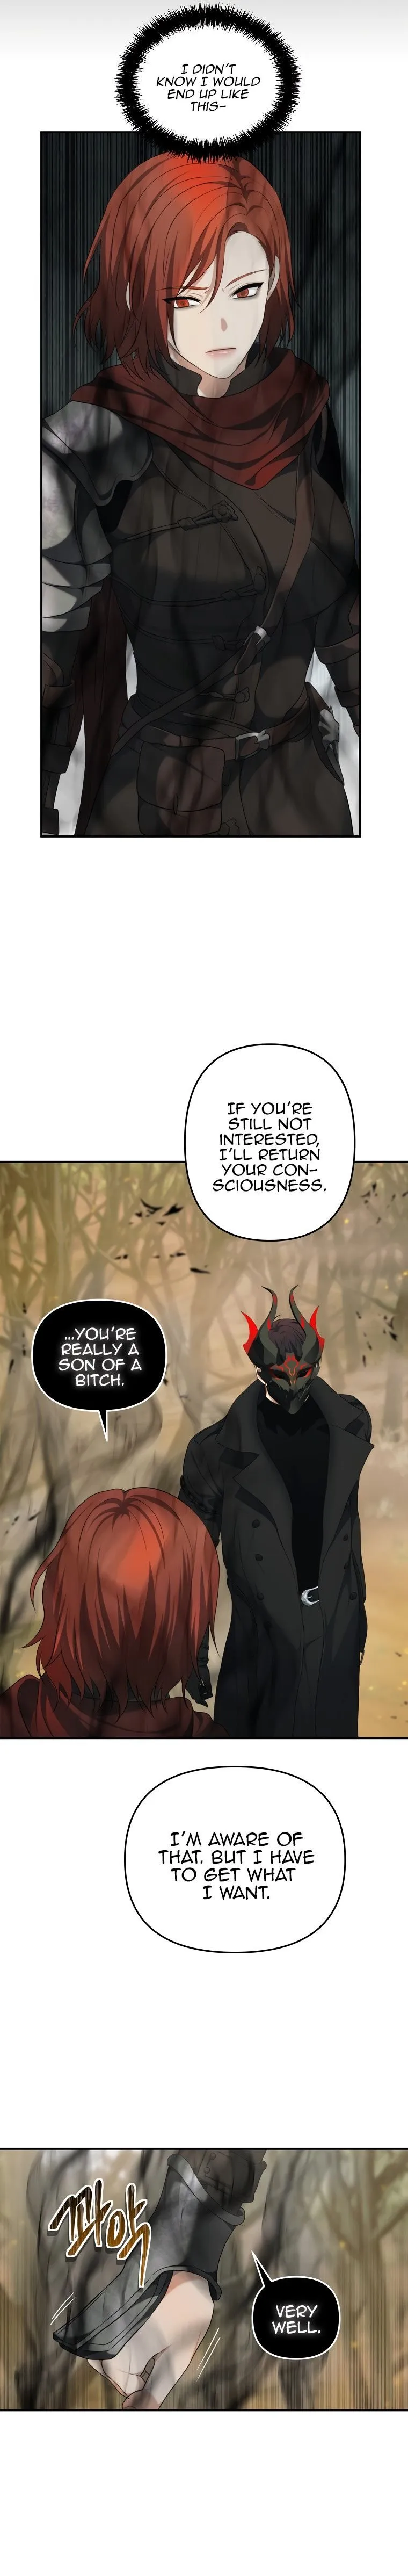 I DIDN'T
KNOW I WOULD
END UP LIKE
THIS-
IF YOU'RE
STILL NOT
INTERESTED,
I'LL RETURN
YOUR CON-
SCIOUSNESS.
...YOU'RE
REALLY A
SON OF A
BITCH.
I'M AWARE OF
THAT. BUT I HAVE
TO GET WHAT
I WANT.
꽈악
VERY
WELL.